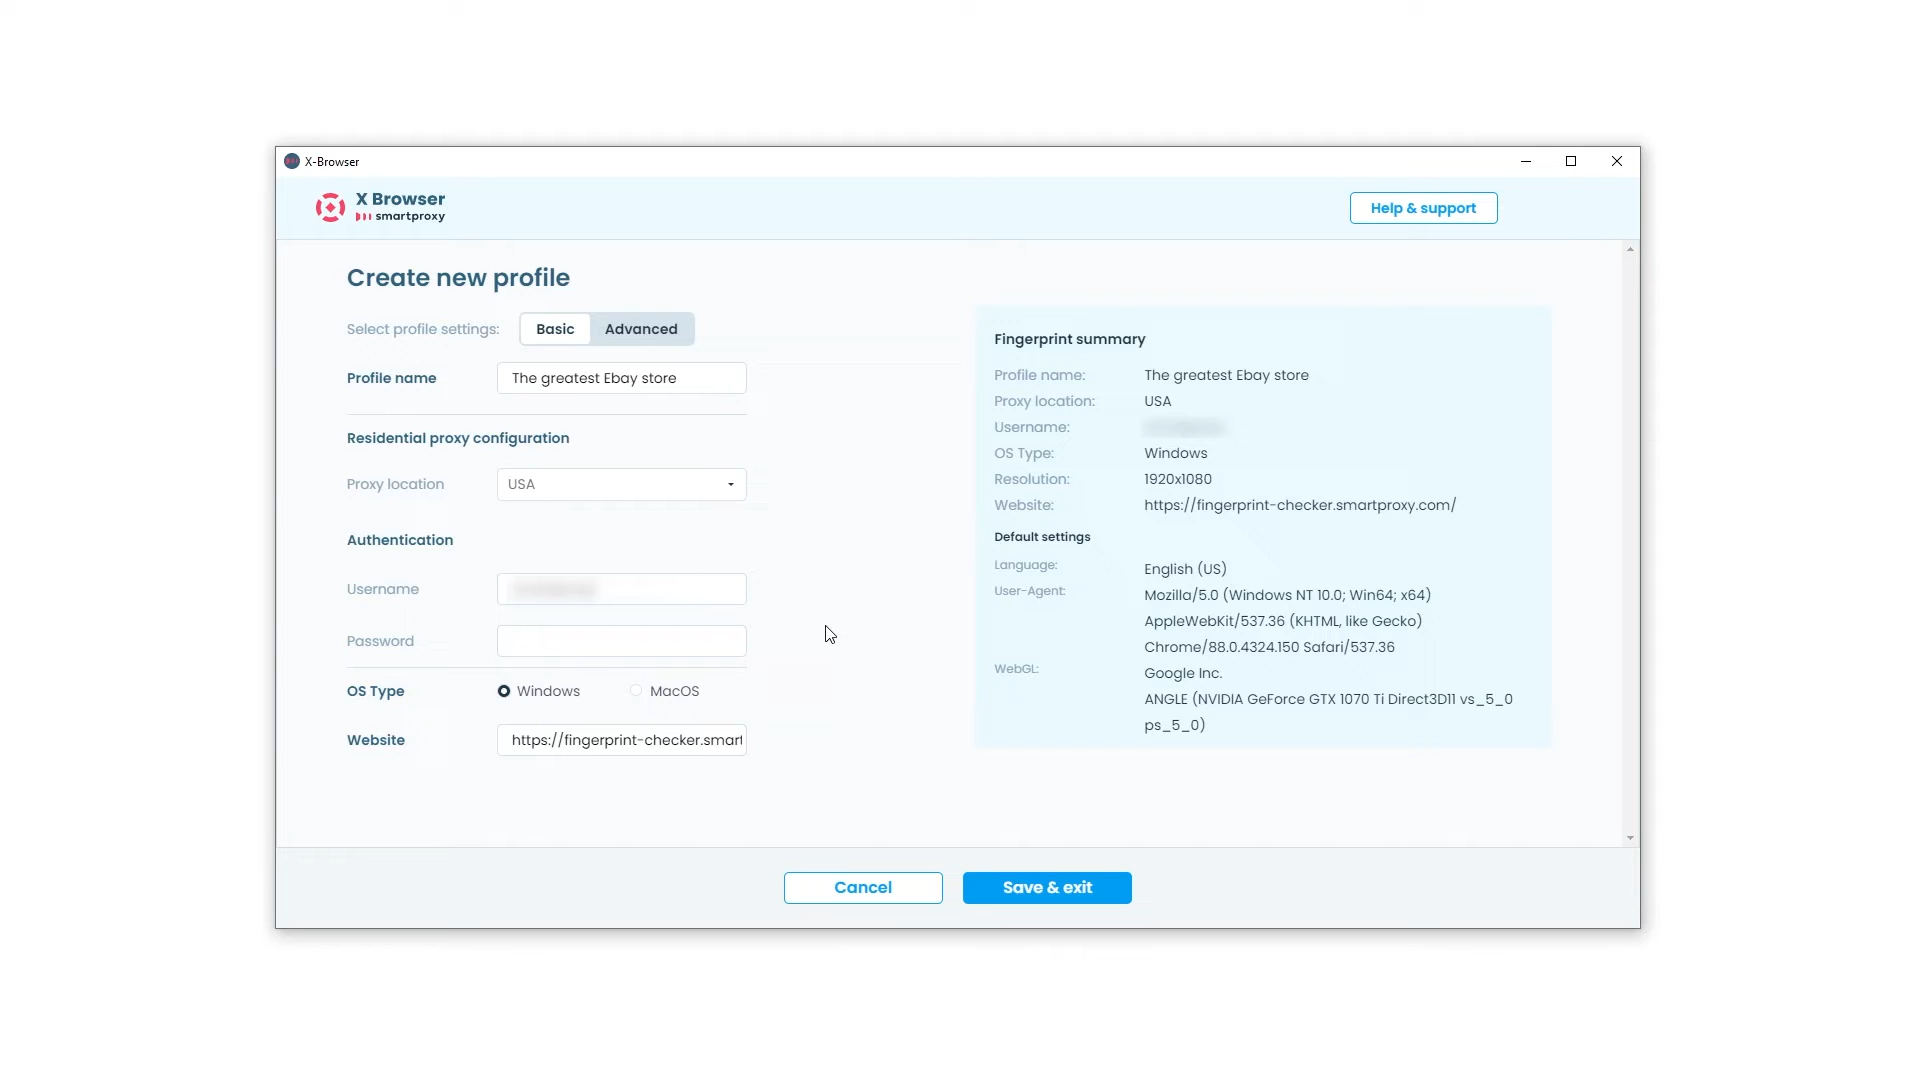 X-Browser
X Browser
smartproxy
Help & support
Create new profile
Select profile settings:
Basic
Advanced
Profile name
The greatest Ebay store
Residential proxy configuration
Proxy location
USA
Authentication
Username
Password
OS Type
Windows
MacOS
Website
https://fingerprint-checker.smart
Fingerprint summary
Profile name:
The greatest Ebay store
Proxy location:
USA
Username:
OS Type:
Windows
Resolution:
1920x1080
Website:
https://fingerprint-checker.smartproxy.com/
Default settings
Language:
English (US)
User-Agent:
Mozilla/5.0 (Windows NT 10.0; Win64; x64)
AppleWebKit/537.36 (KHTML, like Gecko)
Chrome/88.0.4324.150 Safari/537.36
WebGL:
Google Inc.
ANGLE (NVIDIA GeForce GTX 1070 Ti Direct3D11 vs_5_0
ps_5_0)
Cancel
Save & exit